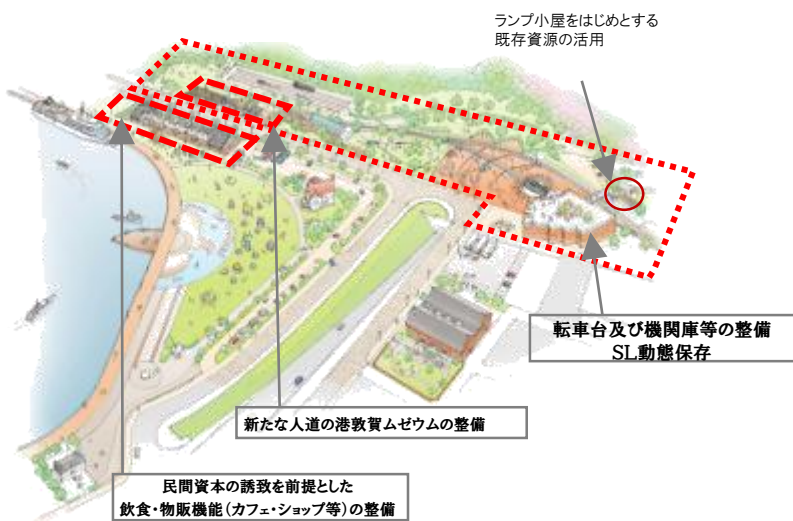 ランプ小屋をはじめとする
既存資源の活用
転車台及び機関庫等の整備
SL動態保存
新たな人道の港敦賀ムゼウムの整備
民間資本の誘致を前提とした
飲食・物販機能(カフェ・ショップ等)の整備